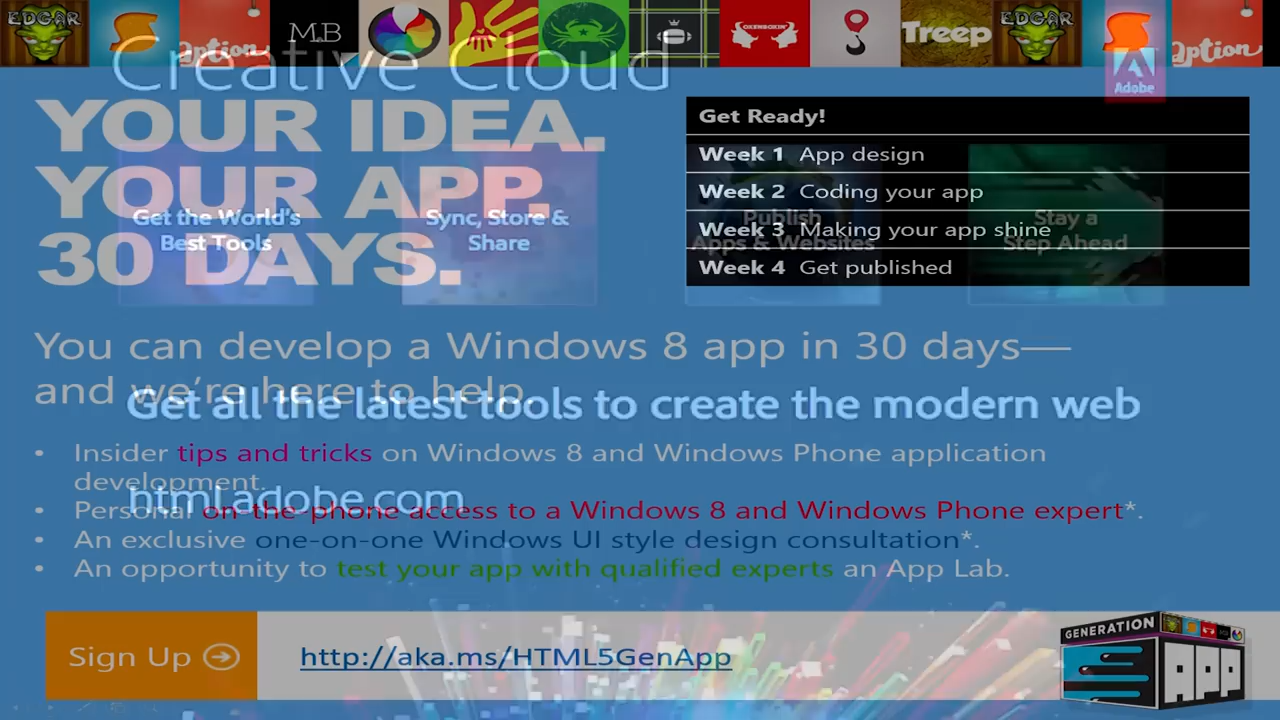 EDGAR
Aption
MB
OXENBOXIN'
Treep
EDGAR
Aption
Creative Cloud
Adobe
YOUR IDEA.
YOUR APP.
30 DAYS.
Get Ready!
Week 1 App design
Week 2 Coding your app
Week 3 Making your app shine
Week 4 Get published
Get the World's
Best Tools
Sync, Store &
Share
Publish
Apps & Websites
Stay a
Step Ahead
You can develop a Windows 8 app in 30 days—
and we're here to help.
Get all the latest tools to create the modern web
• Insider tips and tricks on Windows 8 and Windows Phone application
development.
html.adobe.com
• Personal on-the-phone access to a Windows 8 and Windows Phone expert*.
• An exclusive one-on-one Windows UI style design consultation*.
• An opportunity to test your app with qualified experts an App Lab.
Sign Up
http://aka.ms/HTML5GenApp
GENERATION
APP